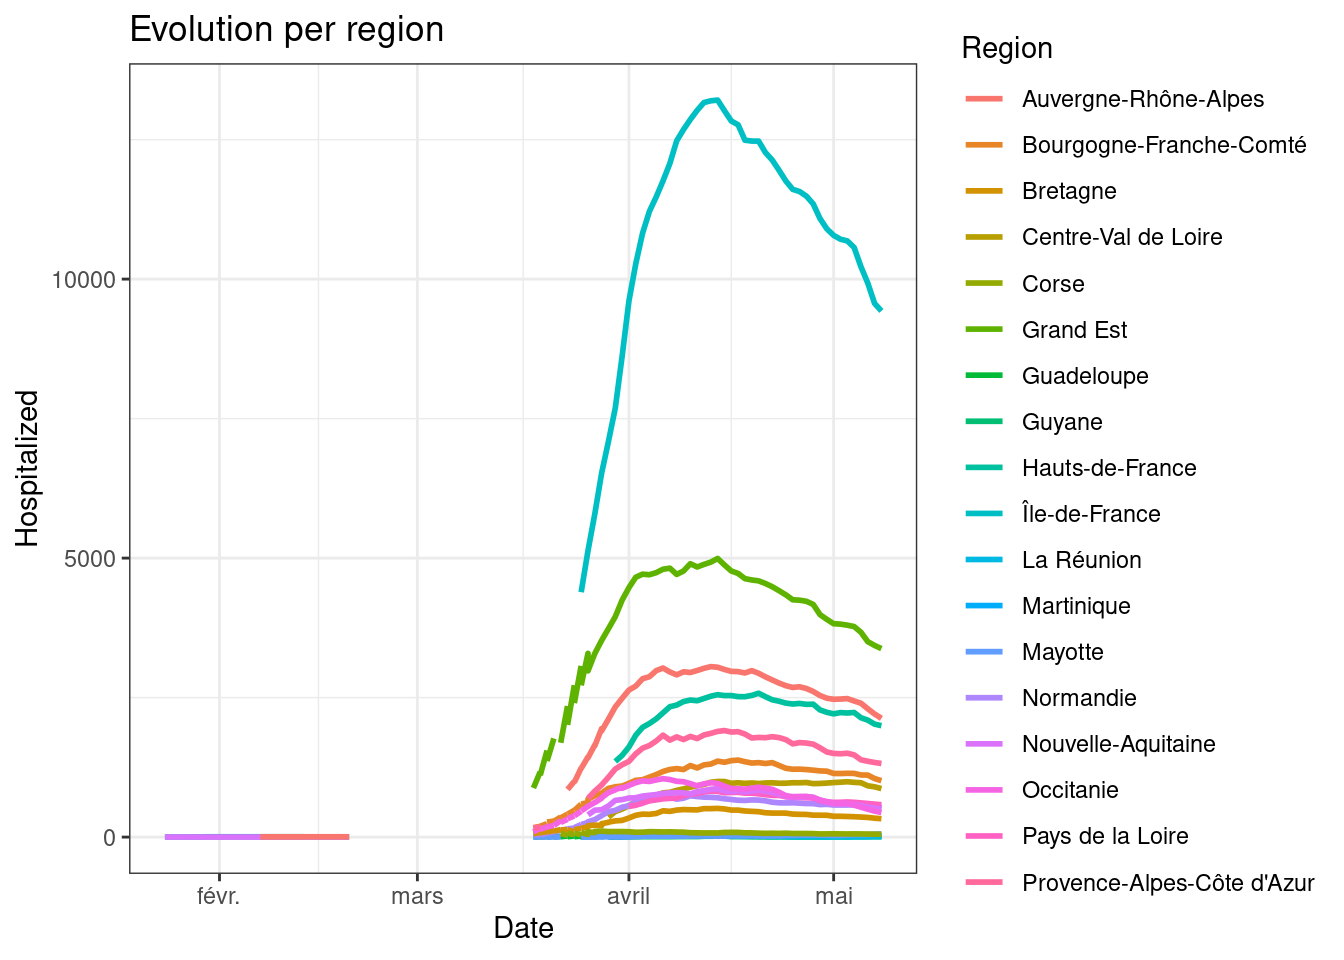 Evolution per region
Hospitalized
10000
5000
0
févr.
mars
avril
mai
Date
Region
Auvergne-Rhône-Alpes
Bourgogne-Franche-Comté
Bretagne
Centre-Val de Loire
Corse
Grand Est
Guadeloupe
Guyane
Hauts-de-France
Île-de-France
La Réunion
Martinique
Mayotte
Normandie
Nouvelle-Aquitaine
Occitanie
Pays de la Loire
Provence-Alpes-Côte d'Azur